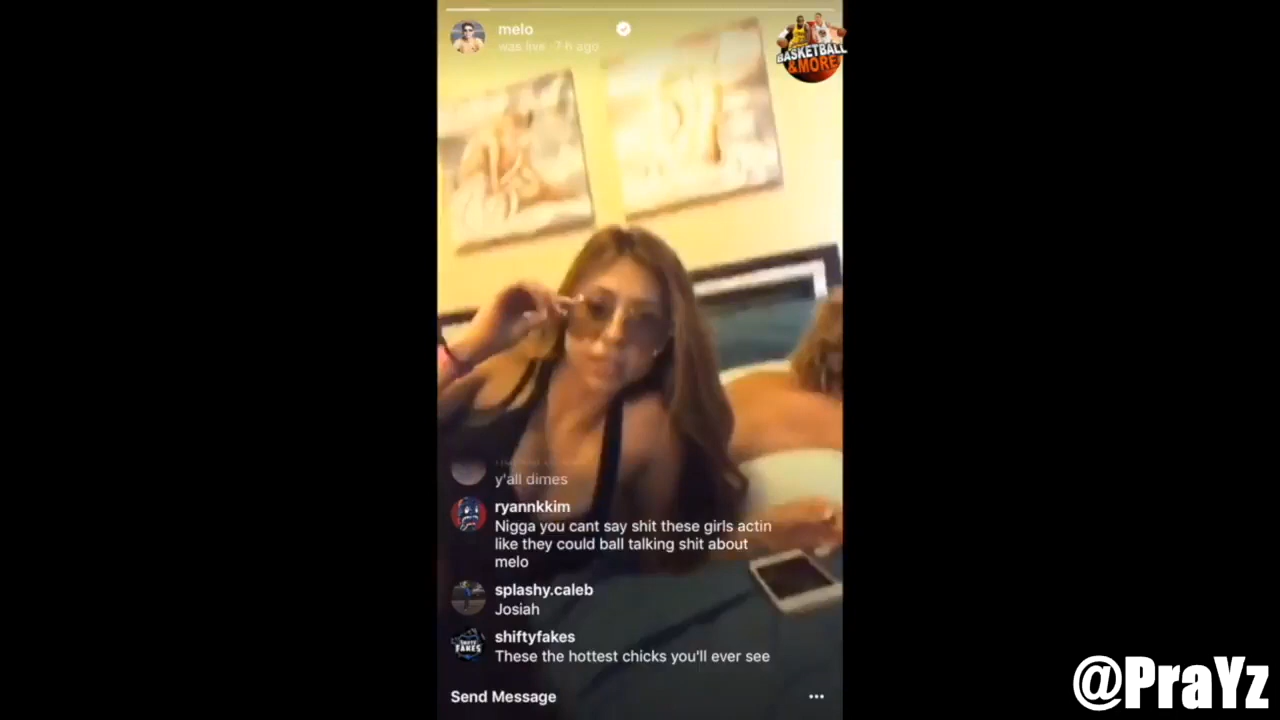 melo
was live · 7 h ago
BASKETBALL
&MORE
y'all dimes
ryannkkim
Nigga you cant say shit these girls actin
like they could ball talking shit about
melo
splashy.caleb
Josiah
SHIFTY
FAKES
shiftyfakes
These the hottest chicks you'll ever see
Send Message
@PraYz